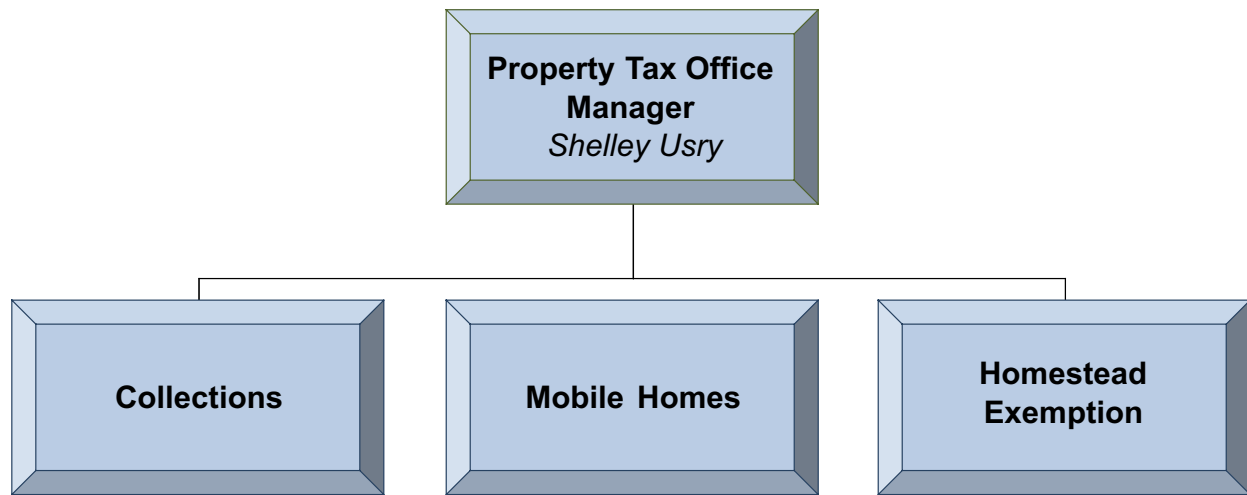 Property Tax Office
Manager
Shelley Usry
Collections
Mobile Homes
Homestead
Exemption